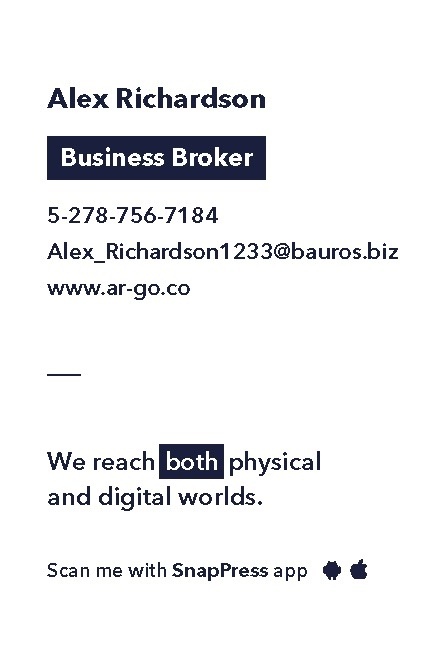 Alex Richardson
Business Broker
5-278-756-7184
Alex_Richardson1233@bauros.biz
www.ar-go.co
We reach both physical
and digital worlds.
Scan me with SnapPress app